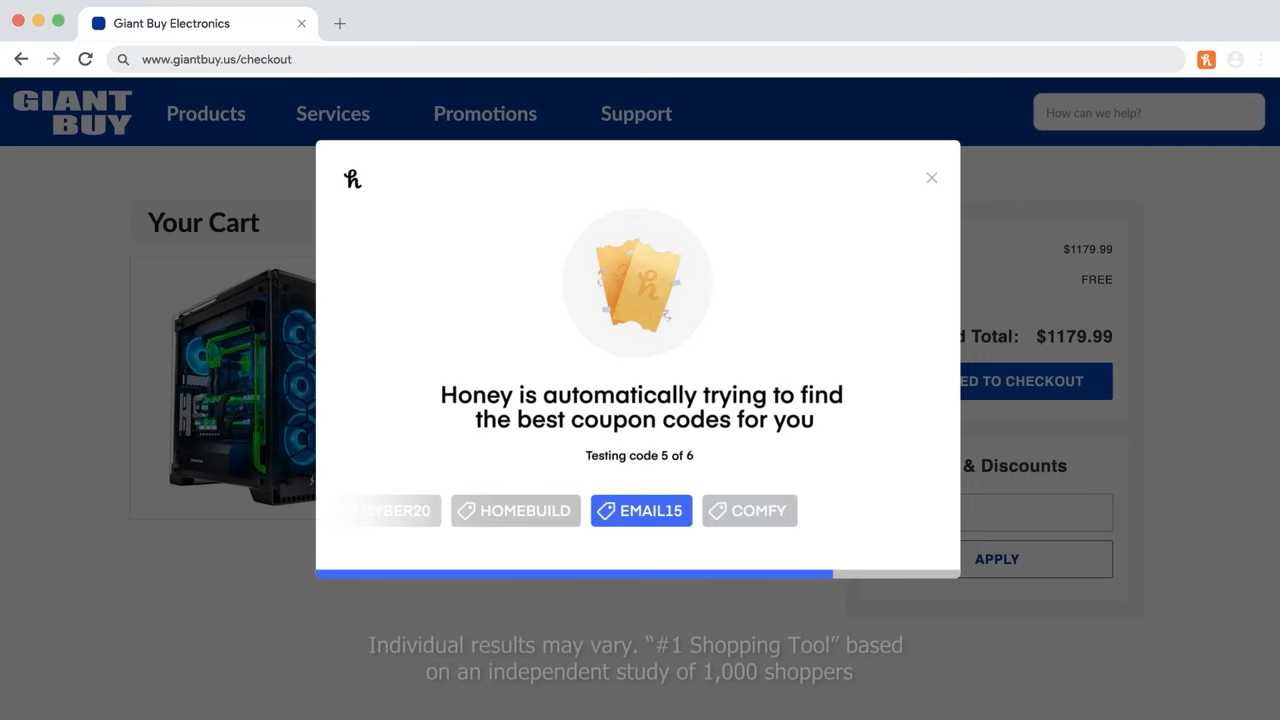 Giant Buy Electronics
www.giantbuy.us/checkout
GIANT
BUY
Products
Services
Promotions
Support
How can we help?
Your Cart
$1179.99
FREE
Total: $1179.99
TO CHECKOUT
& Discounts
APPLY
Honey is automatically trying to find
the best coupon codes for you
Testing code 5 of 6
HOMEBUILD
EMAIL15
COMFY
Individual results may vary. “#1 Shopping Tool” based
on an independent study of 1,000 shoppers